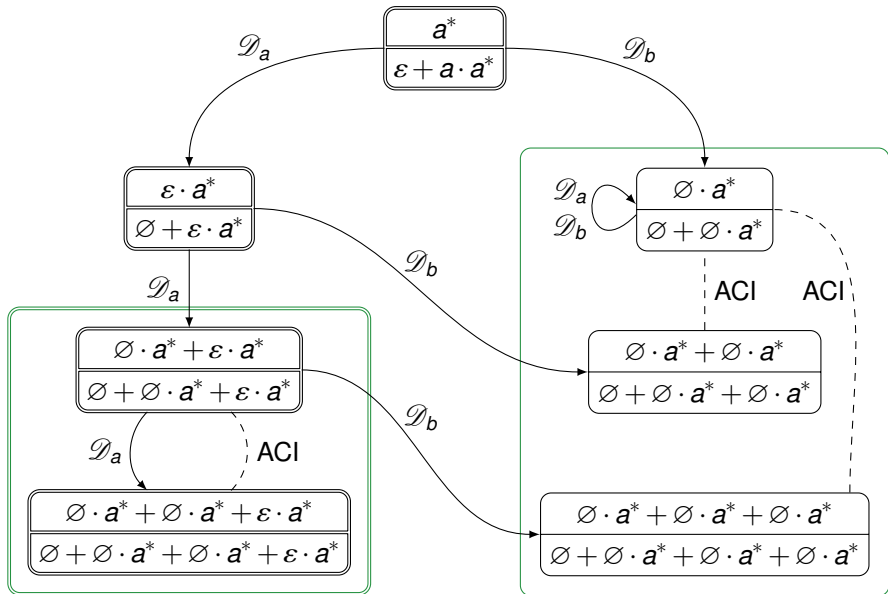 a*
𝒟a
𝒟b
ε + a · a*
ε · a*
∅ · a*
𝒟a
∅ + ε · a*
∅ + ∅ · a*
𝒟b
𝒟b
𝒟a
ACI
ACI
∅ · a* + ε · a*
∅ · a* + ∅ · a*
∅ + ∅ · a* + ε · a*
∅ + ∅ · a* + ∅ · a*
𝒟b
𝒟a
ACI
∅ · a* + ∅ · a* + ε · a*
∅ · a* + ∅ · a* + ∅ · a*
∅ + ∅ · a* + ∅ · a* + ε · a*
∅ + ∅ · a* + ∅ · a* + ∅ · a*